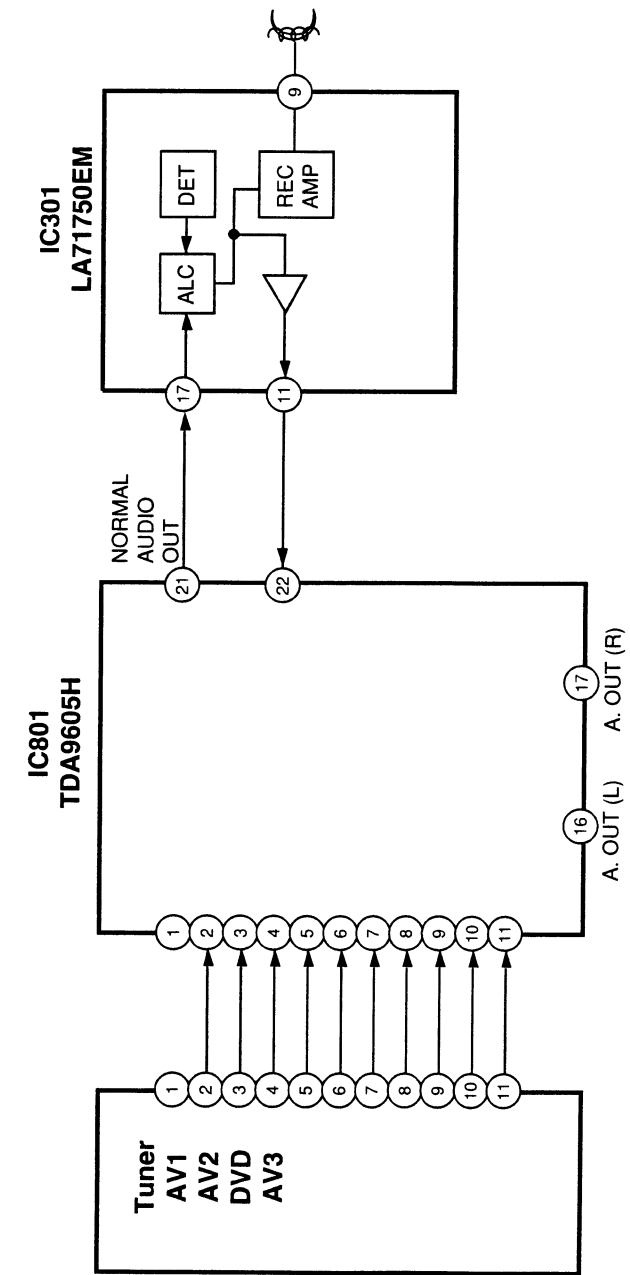 Tuner
AV1
AV2
DVD
AV3
1
2
3
4
5
6
7
8
9
10
11
IC801
TDA9605H
1
2
3
4
5
6
7
8
9
10
11
21
22
16
17
A. OUT (L)
A. OUT (R)
NORMAL
AUDIO
OUT
IC301
LA71750EM
17
11
ALC
DET
REC
AMP
9